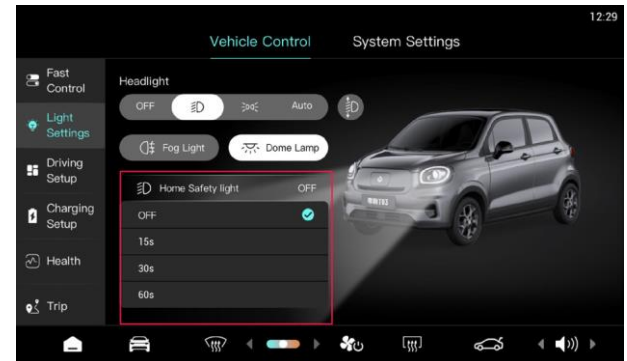 12:29
Vehicle Control System Settings
Fast
Control
Light
Settings
Driving
Setup
Charging
Setup
Health
Trip
Headlight
OFF Auto
Fog Light Dome Lamp
Home Safety light OFF
OFF
15s
30s
60s